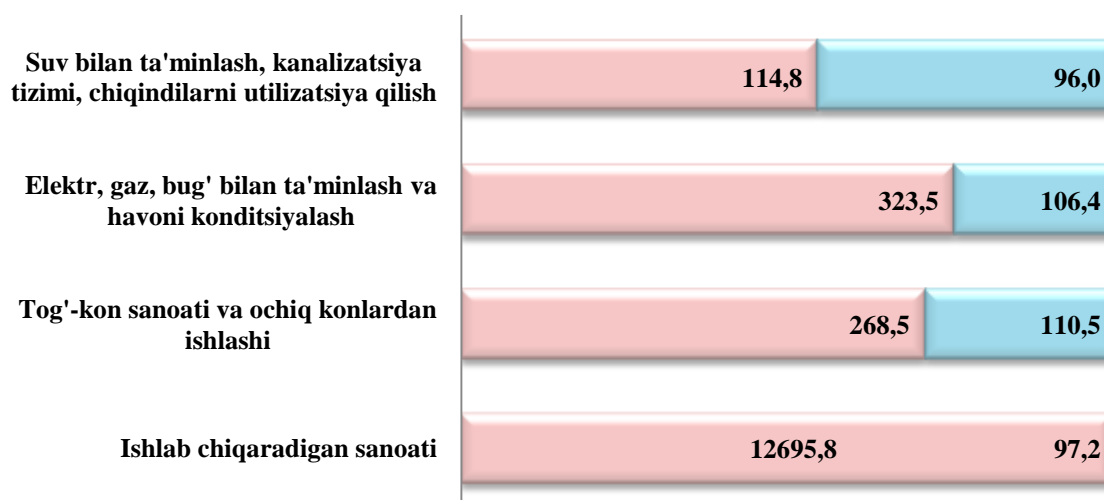 Suv bilan ta'minlash, kanalizatsiya
tizimi, chiqindilarni utilizatsiya qilish
114,8 96,0
Elektr, gaz, bug' bilan ta'minlash va
havoni konditsiyalash
323,5 106,4
Tog'-kon sanoati va ochiq konlardan
ishlashi
268,5 110,5
Ishlab chiqaradigan sanoati
12695,8 97,2